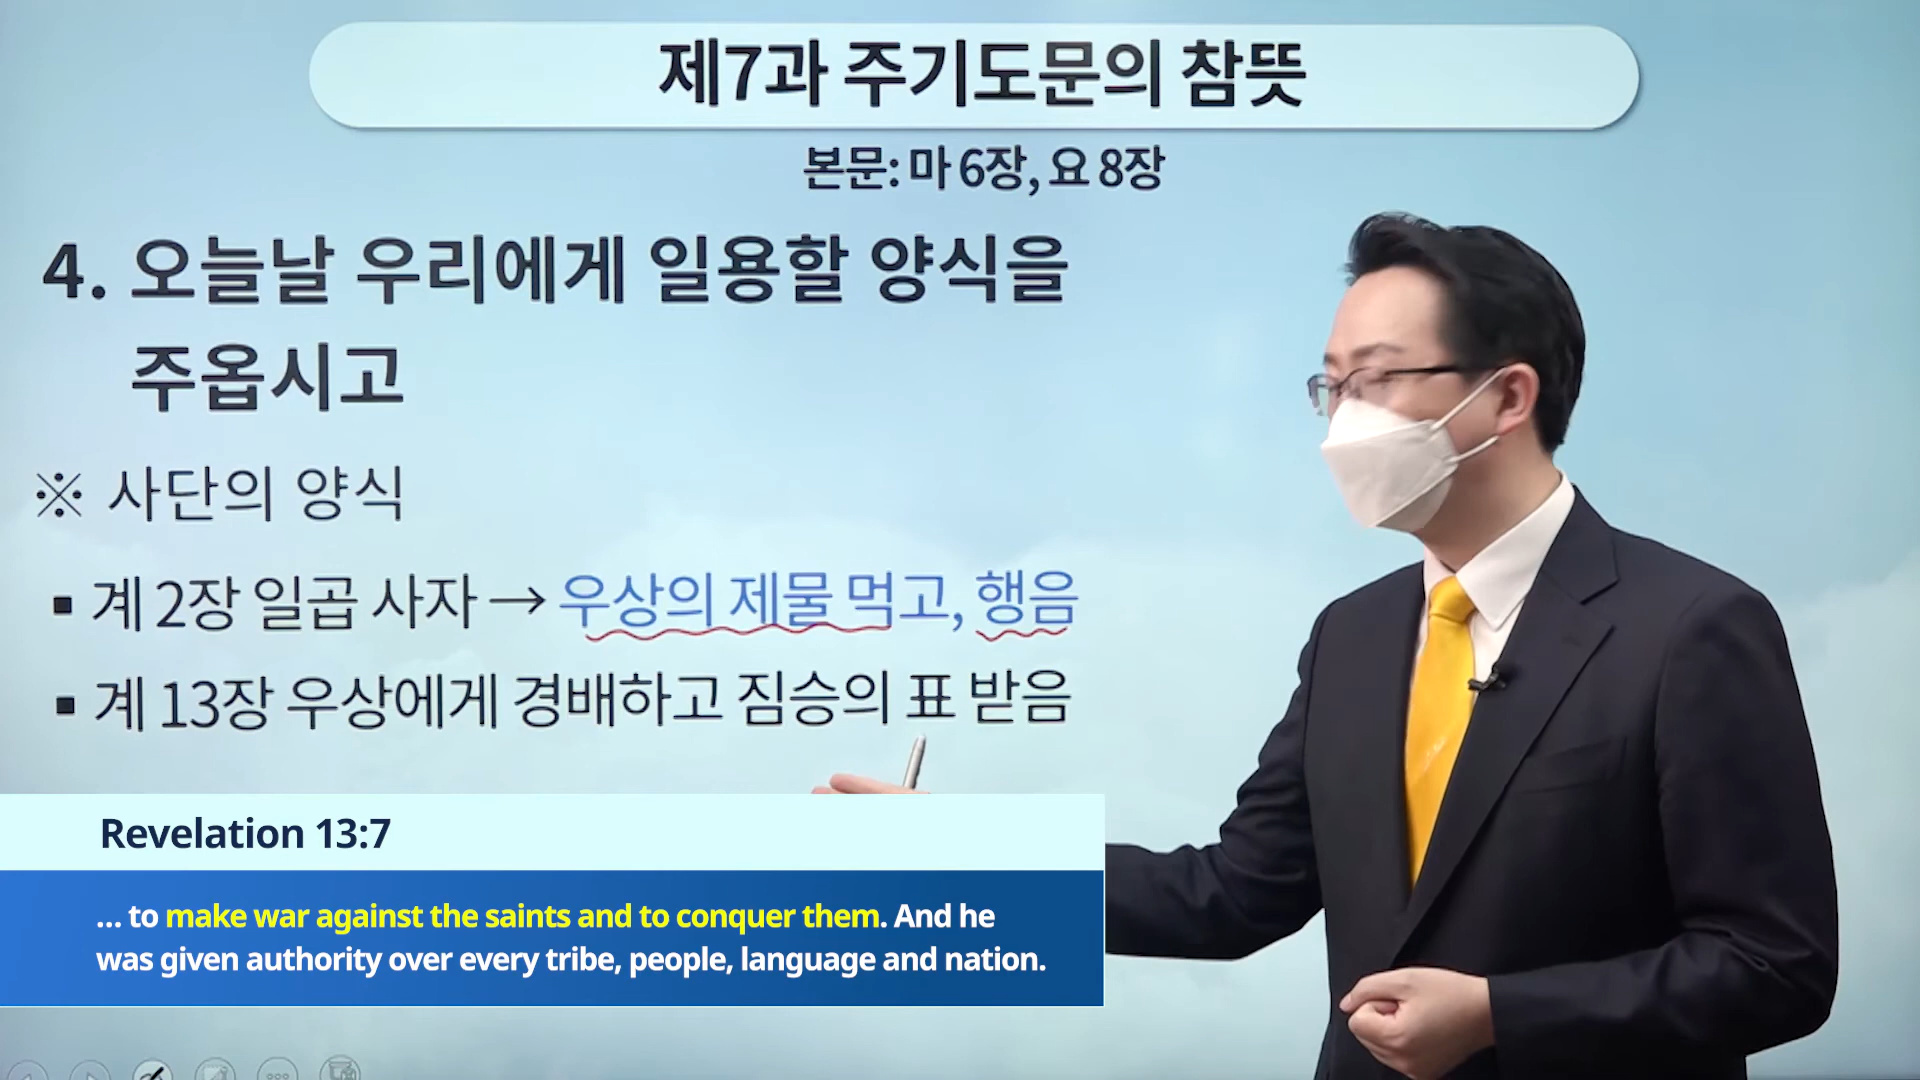 제7과 주기도문의 참뜻
본문: 마 6장, 요 8장
4. 오늘날 우리에게 일용할 양식을
주옵시고
※ 사단의 양식
▪ 계 2장 일곱 사자 → 우상의 제물 먹고, 행음
▪ 계 13장 우상에게 경배하고 짐승의 표 받음
Revelation 13:7
... to make war against the saints and to conquer them. And he
was given authority over every tribe, people, language and nation.